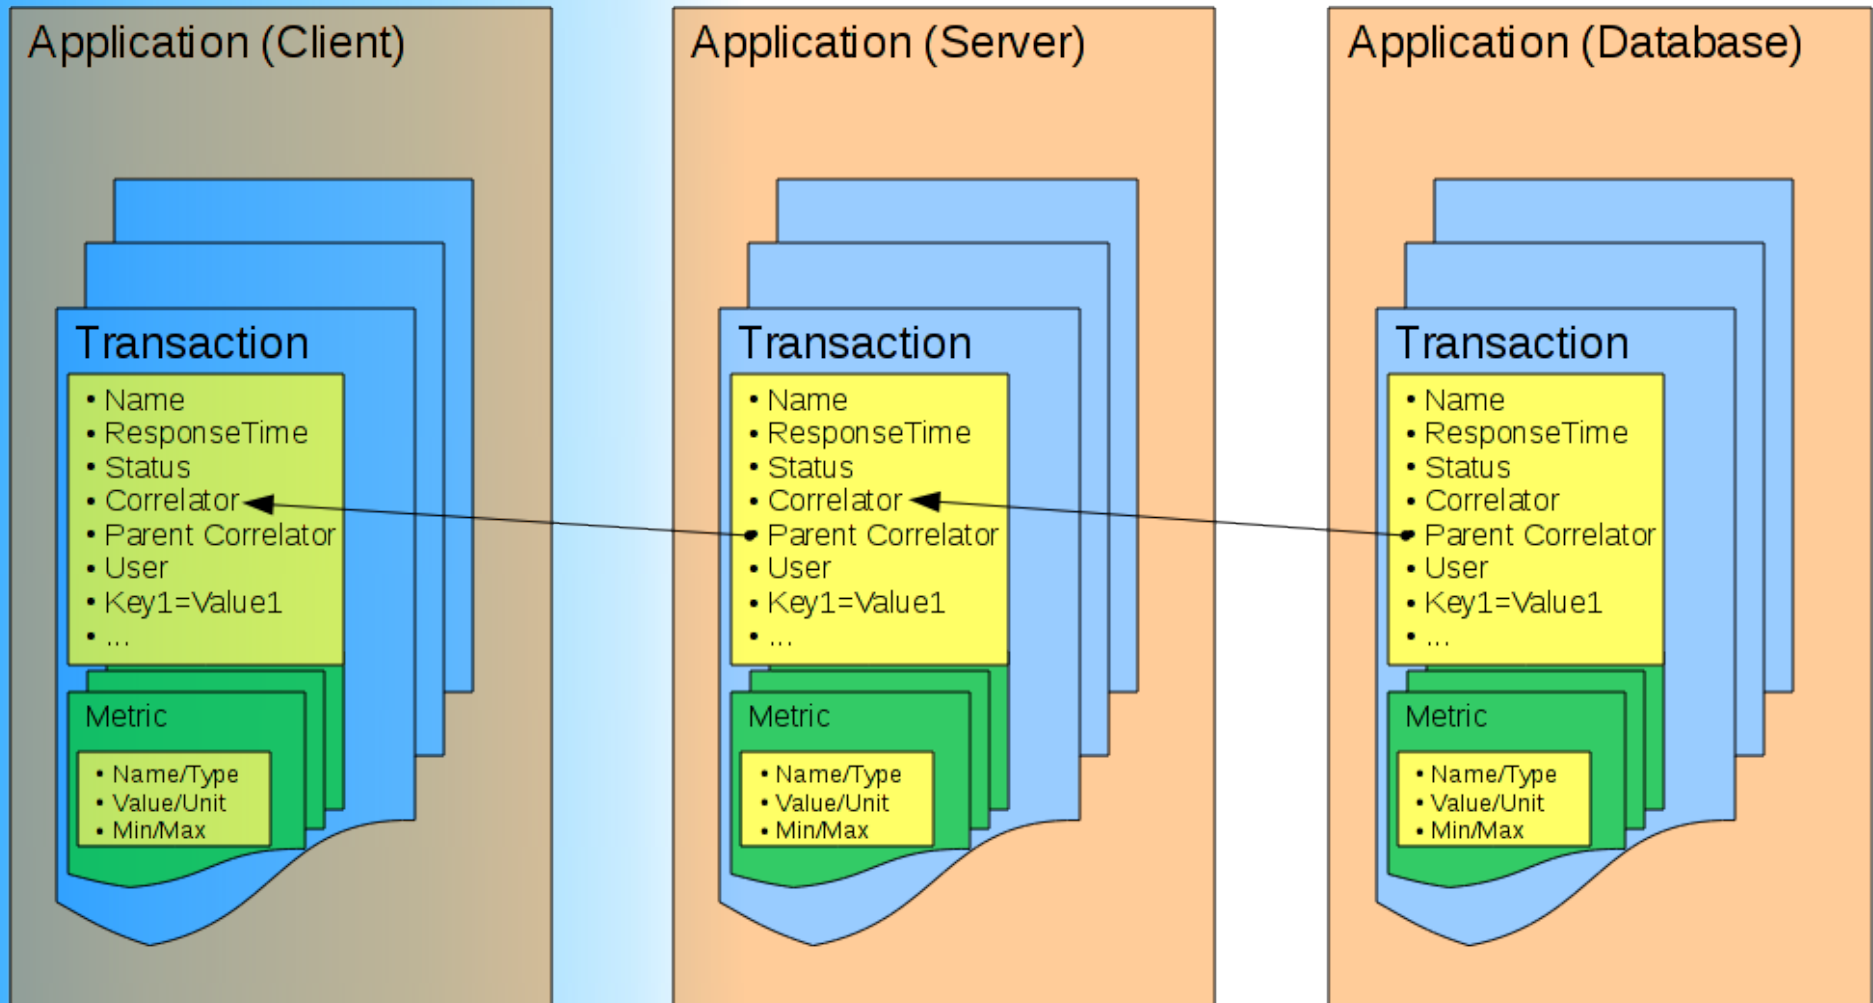 Application (Client)
Transaction
• Name
• ResponseTime
• Status
• Correlator
• Parent Correlator
• User
• Key1=Value1
• ...
Metric
• Name/Type
• Value/Unit
• Min/Max
Application (Server)
Transaction
• Name
• ResponseTime
• Status
• Correlator
• Parent Correlator
• User
• Key1=Value1
• ...
Metric
• Name/Type
• Value/Unit
• Min/Max
Application (Database)
Transaction
• Name
• ResponseTime
• Status
• Correlator
• Parent Correlator
• User
• Key1=Value1
• ...
Metric
• Name/Type
• Value/Unit
• Min/Max